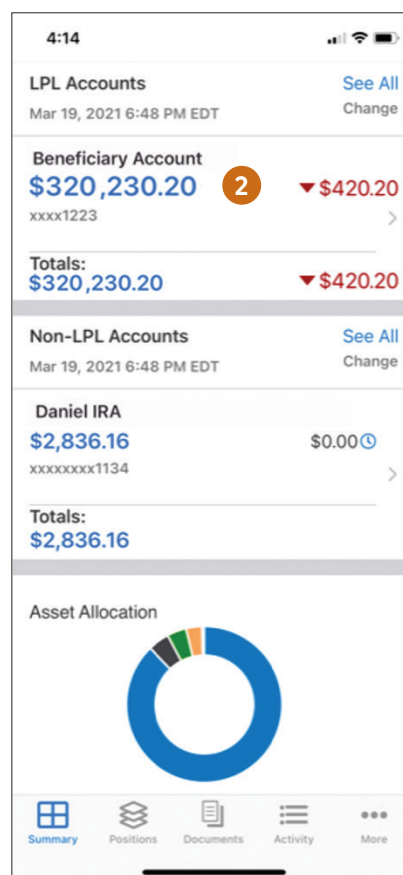 4:14
LPL Accounts See All
Mar 19, 2021 6:48 PM EDT Change
Beneficiary Account
$320,230.20 2 ▼$420.20
xxxx1223 >
Totals:
$320,230.20 ▼$420.20
Non-LPL Accounts See All
Mar 19, 2021 6:48 PM EDT Change
Daniel IRA
$2,836.16 $0.00
xxxxxxxx1134 >
Totals:
$2,836.16
Asset Allocation
Summary Positions Documents Activity More